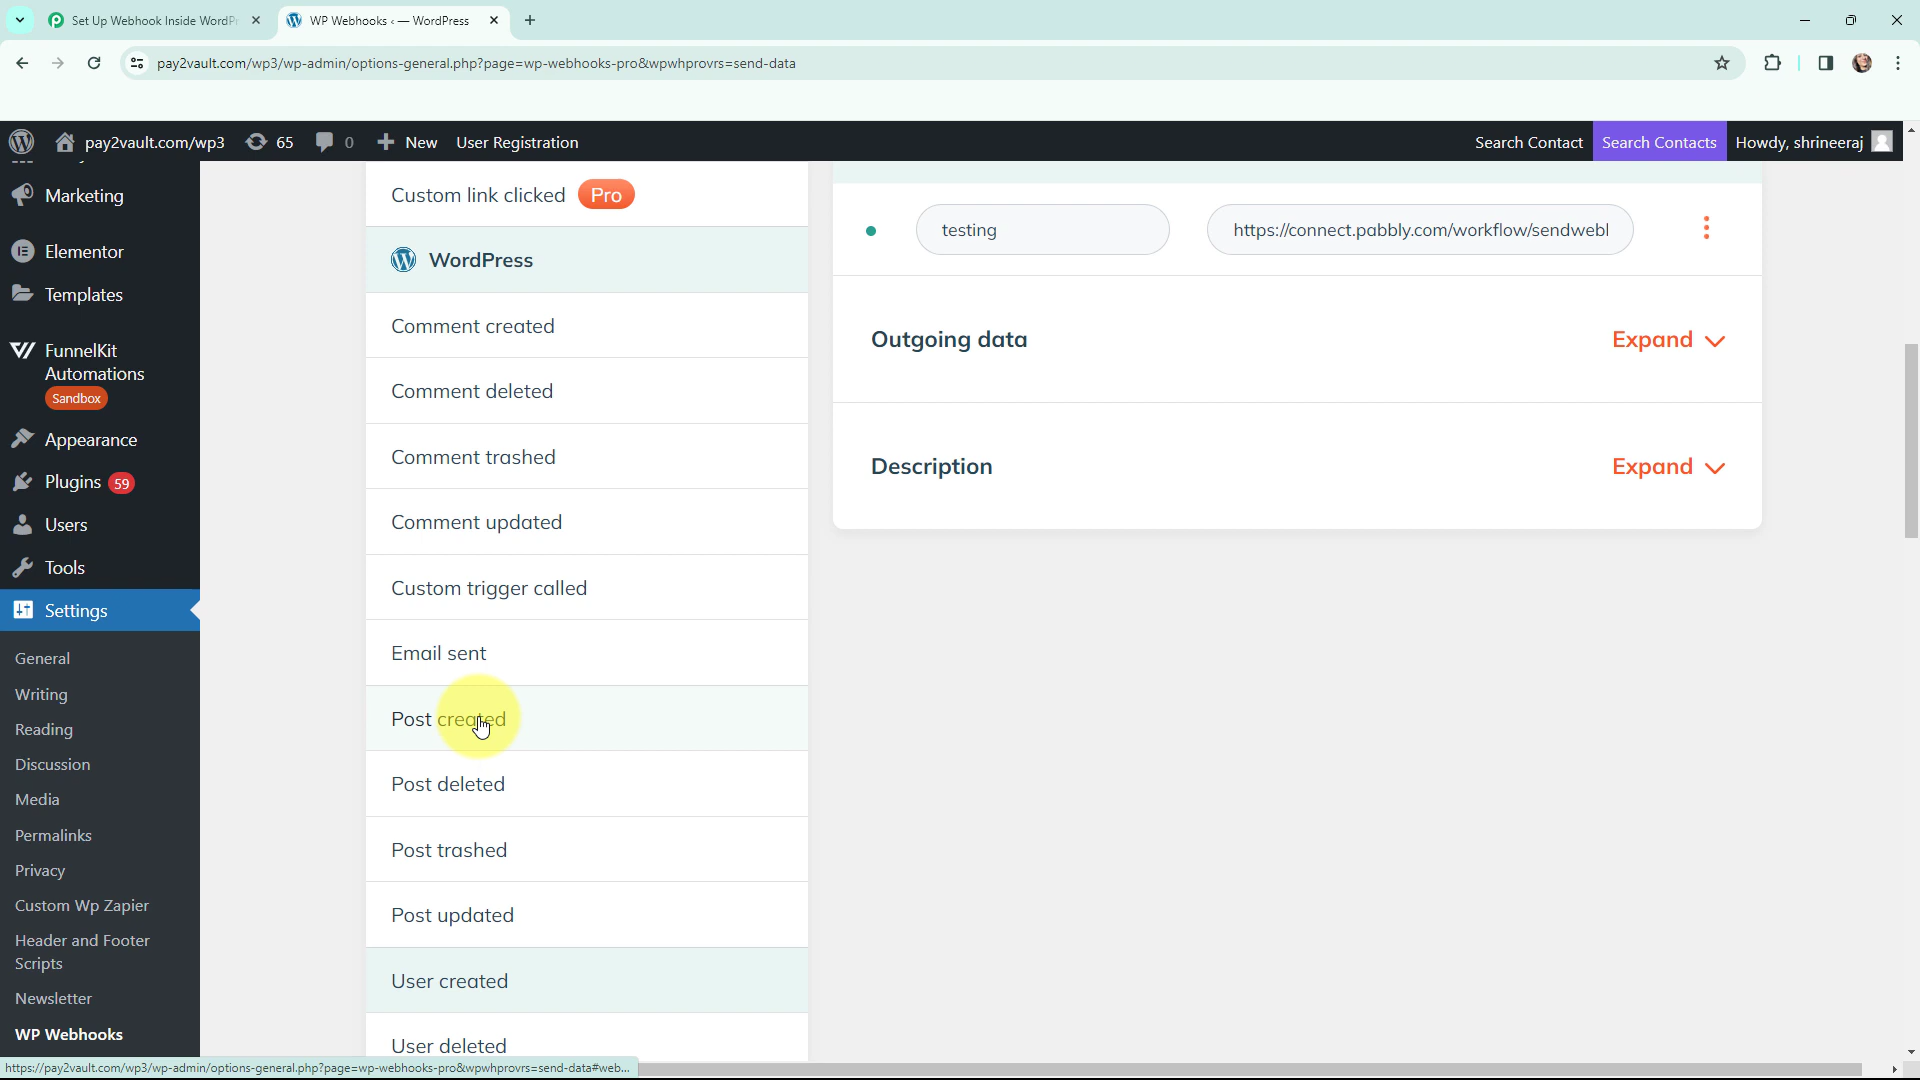 Set Up Webhook Inside WordPr
WP Webhooks ‹ — WordPress
pay2vault.com/wp3/wp-admin/options-general.php?page=wp-webhooks-pro&wpwhprovrs=send-data
pay2vault.com/wp3
65
0
New
User Registration
Search Contact
Search Contacts
Howdy, shrineeraj
Marketing
Elementor
Templates
FunnelKit
Automations
Sandbox
Appearance
Plugins 59
Users
Tools
Settings
General
Writing
Reading
Discussion
Media
Permalinks
Privacy
Custom Wp Zapier
Header and Footer
Scripts
Newsletter
WP Webhooks
Custom link clicked Pro
WordPress
Comment created
Comment deleted
Comment trashed
Comment updated
Custom trigger called
Email sent
Post created
Post deleted
Post trashed
Post updated
User created
User deleted
testing
https://connect.pabbly.com/workflow/sendwebl
Outgoing data
Expand
Description
Expand
https://pay2vault.com/wp3/wp-admin/options-general.php?page=wp-webhooks-pro&wpwhprovrs=send-data#web...